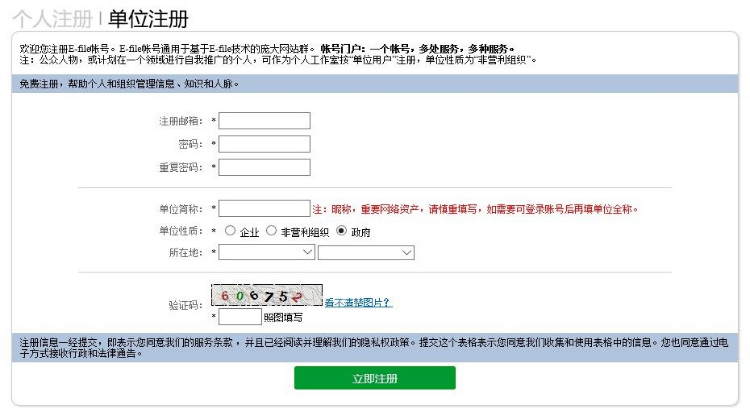 个人注册 | 单位注册
欢迎您注册E-file帐号。E-file帐号通用于基于E-file技术的庞大网站群。 帐号门户：一个帐号，多处服务，多种服务。
注：公众人物，或计划在一个领域进行自我推广的个人，可作为个人工作室按“单位用户”注册，单位性质为“非营利组织”。
免费注册，帮助个人和组织管理信息、知识和人脉。
注册邮箱： *
密码： *
重复密码： *
单位简称： * 注：昵称，重要网络资产，请慎重填写，如需要可登录账号后再填单位全称。
单位性质： * 企业 非营利组织 政府
所在地： *
验证码： 606752 看不清楚图片？
* 照图填写
注册信息一经提交，即表示您同意我们的服务条款，并且已经阅读并理解我们的隐私权政策。提交这个表格表示您同意我们收集和使用表格中的信息。您也同意通过电
子方式接收行政和法律通告。
立即注册